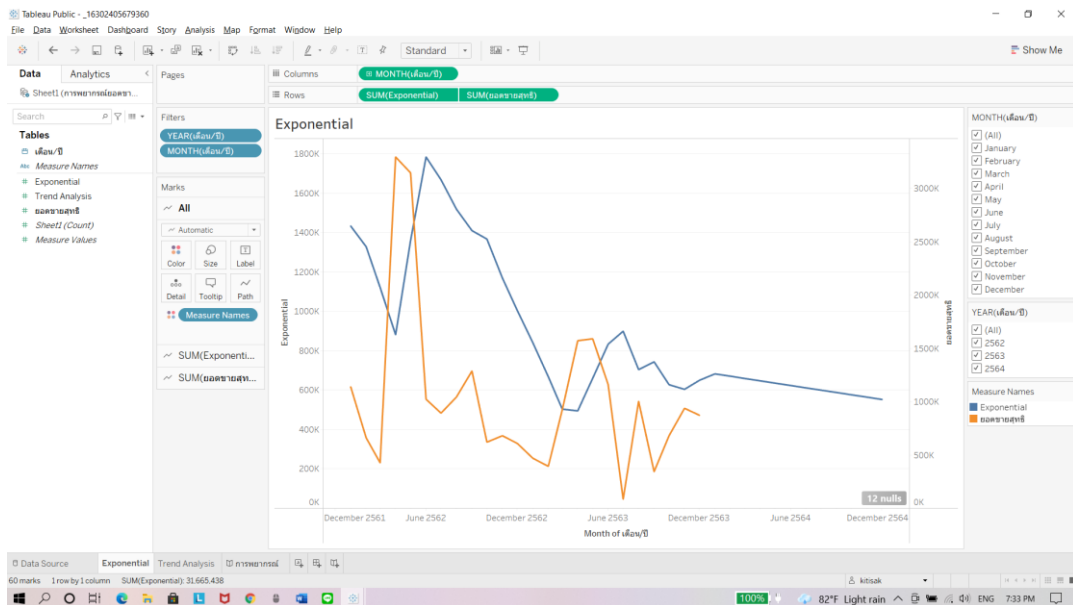 Tableau Public - _16302405679360
File Data Worksheet Dashboard Story Analysis Map Format Window Help
Standard
Show Me
Data Analytics
Sheet1 (การพยากรณ์ยอดขา...
Search
Tables
เดือน/ปี
Abc Measure Names
# Exponential
# Trend Analysis
# ยอดขายสุทธิ
# Sheet1 (Count)
# Measure Values
Pages
Filters
YEAR(เดือน/ปี)
MONTH(เดือน/ปี)
Marks
All
Automatic
Color Size Label
Detail Tooltip Path
Measure Names
SUM(Exponenti...
SUM(ยอดขายสุท...
Columns MONTH(เดือน/ปี)
Rows SUM(Exponential) SUM(ยอดขายสุทธิ)
Exponential
1800K
1600K
1400K
1200K
1000K
800K
600K
400K
200K
0K
Exponential
3000K
2500K
2000K
1500K
1000K
500K
0K
ยอดขายสุทธิ
12 nulls
December 2561 June 2562 December 2562 June 2563 December 2563 June 2564 December 2564
Month of เดือน/ปี
MONTH(เดือน/ปี)
(All)
January
February
March
April
May
June
July
August
September
October
November
December
YEAR(เดือน/ปี)
(All)
2562
2563
2564
Measure Names
Exponential
ยอดขายสุทธิ
Data Source Exponential Trend Analysis การพยากรณ์
60 marks 1 row by 1 column SUM(Exponential): 31,665,438
kitisak
100% 82°F Light rain ENG 7:33 PM